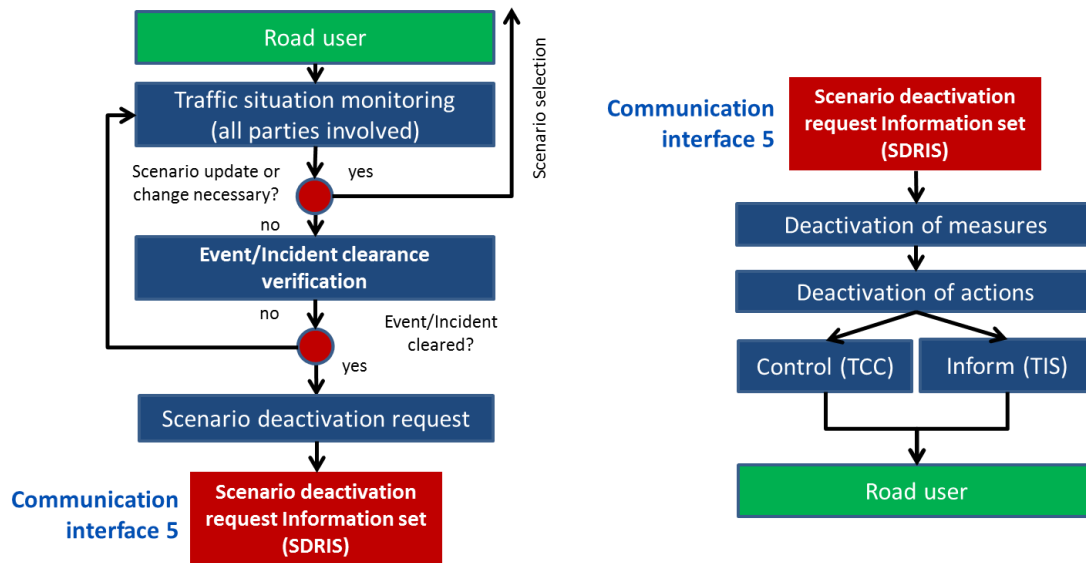 Road user
Traffic situation monitoring
(all parties involved)
Scenario selection
Scenario update or
change necessary?
yes
no
Event/Incident clearance
verification
no
Event/Incident
cleared?
yes
Scenario deactivation request
Communication
interface 5
Scenario deactivation
request Information set
(SDRIS)
Communication
interface 5
Scenario deactivation
request Information set
(SDRIS)
Deactivation of measures
Deactivation of actions
Control (TCC)
Inform (TIS)
Road user